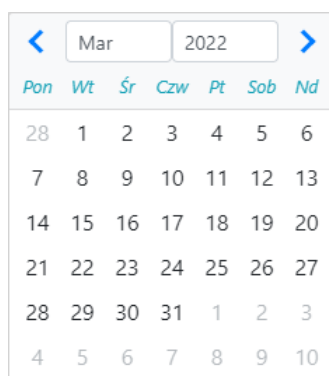 Mar 2022
Pon Wt Śr Czw Pt Sob Nd
28 1 2 3 4 5 6
7 8 9 10 11 12 13
14 15 16 17 18 19 20
21 22 23 24 25 26 27
28 29 30 31 1 2 3
4 5 6 7 8 9 10